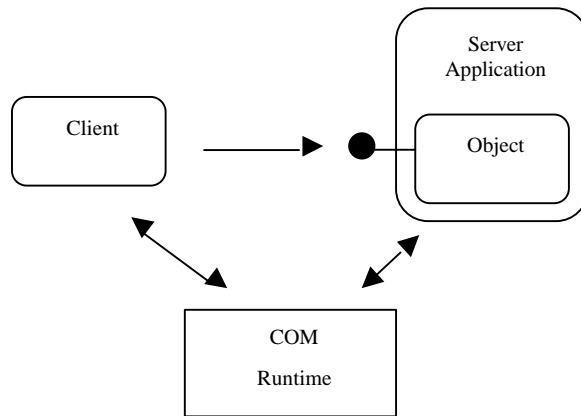 Server
Application
Client
Object
COM
Runtime